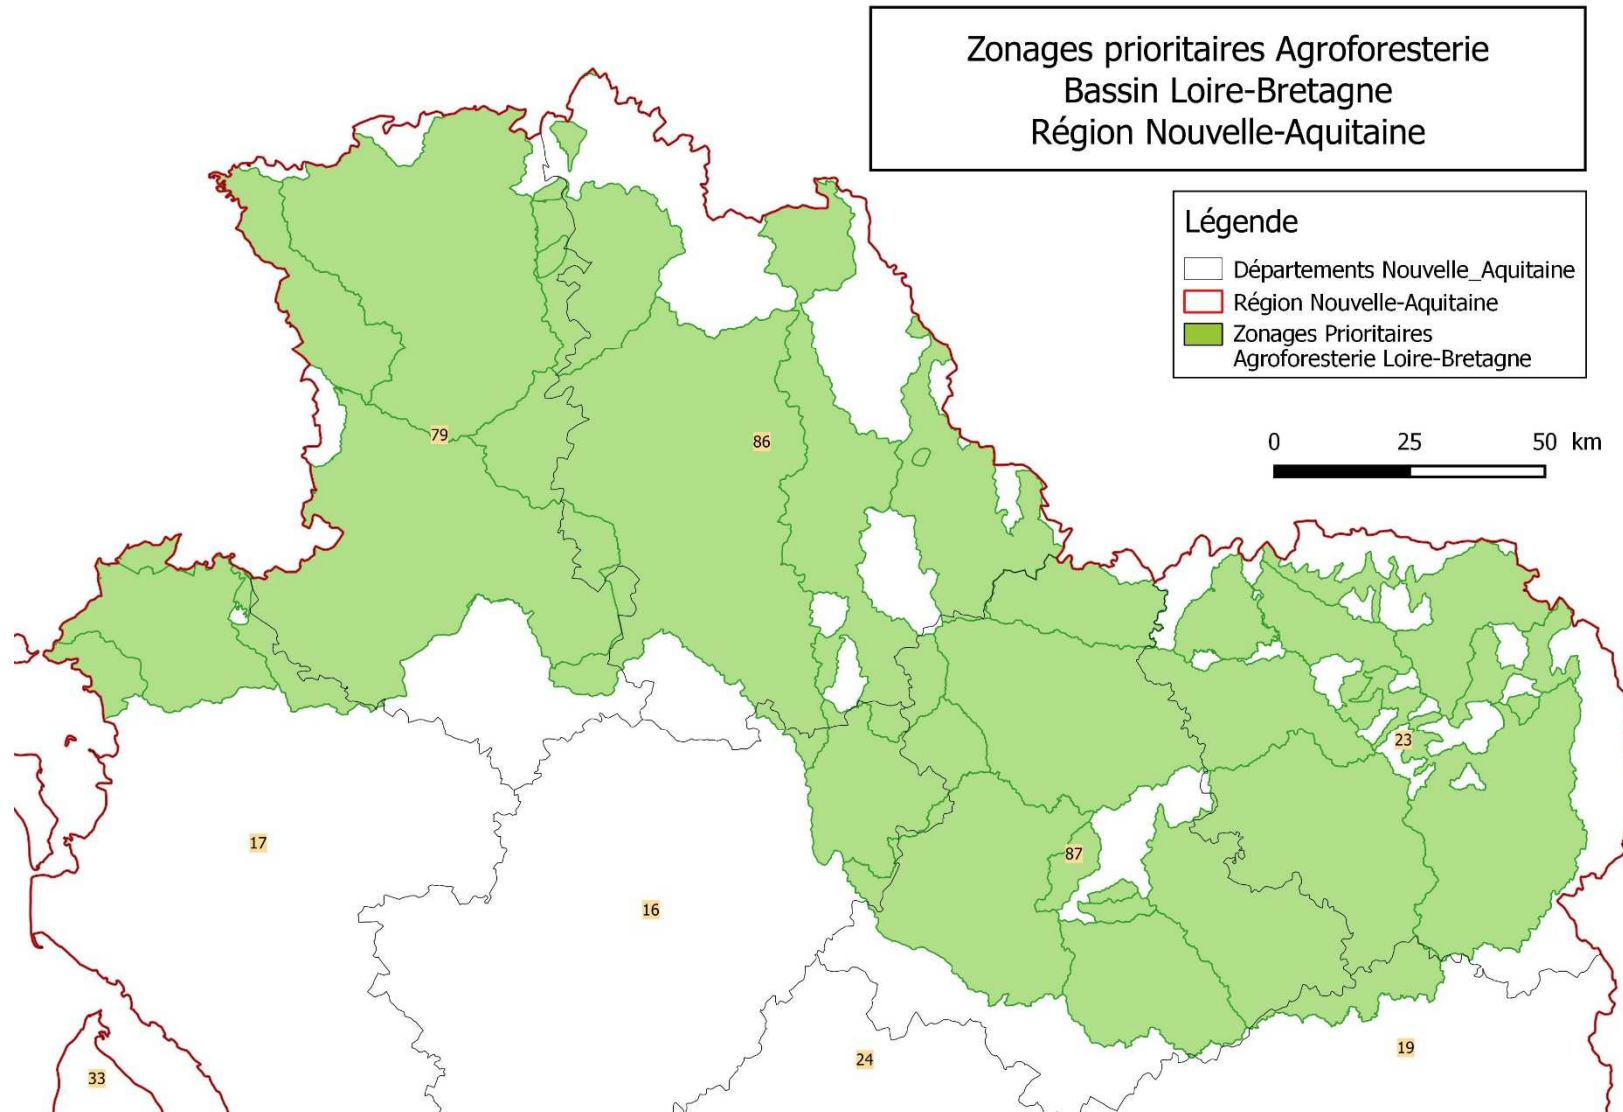 Zonages prioritaires Agroforesterie
Bassin Loire-Bretagne
Région Nouvelle-Aquitaine
Légende
Départements Nouvelle_Aquitaine
Région Nouvelle-Aquitaine
Zonages Prioritaires
Agroforesterie Loire-Bretagne
0 25 50 km
79
86
23
17
87
16
24
19
33